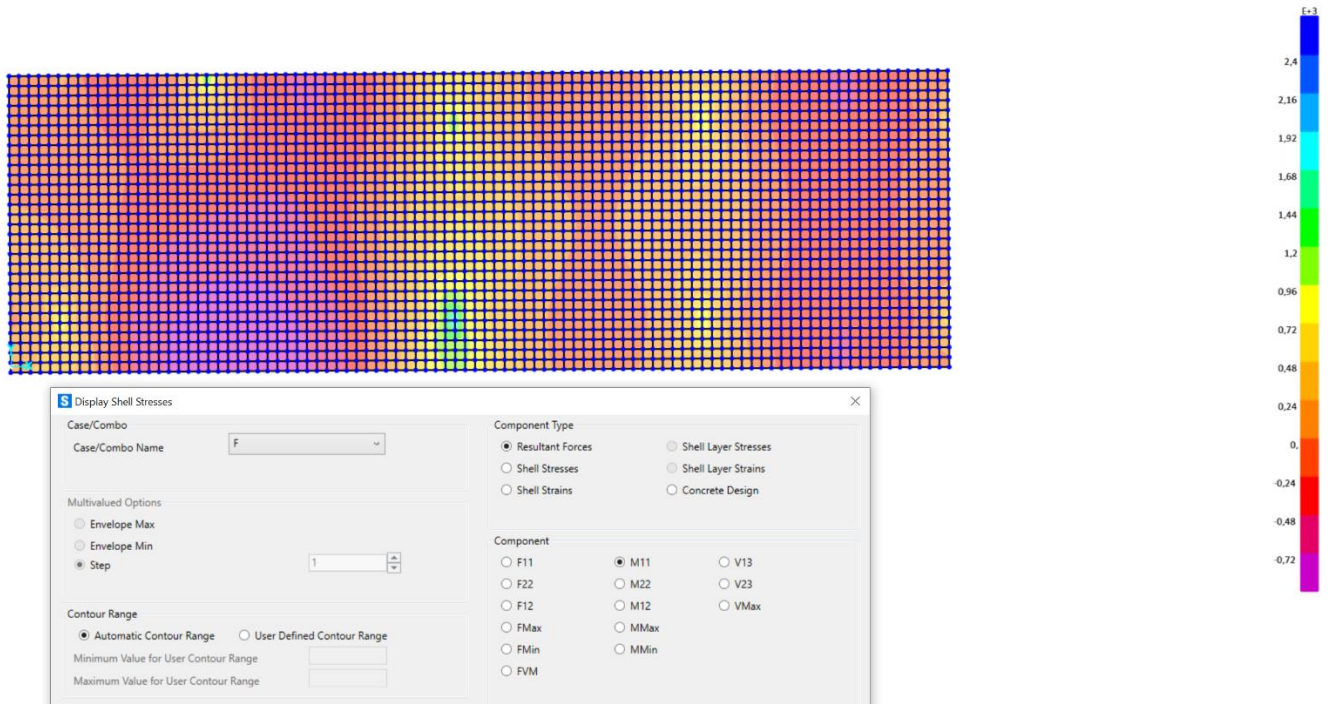 E+3
2,4
2,16
1,92
1,68
1,44
1,2
0,96
0,72
0,48
0,24
0,
-0,24
-0,48
-0,72
S Display Shell Stresses
Case/Combo
Case/Combo Name F
Multivalued Options
Envelope Max
Envelope Min
Step 1
Contour Range
Automatic Contour Range User Defined Contour Range
Minimum Value for User Contour Range
Maximum Value for User Contour Range
Component Type
Resultant Forces Shell Layer Stresses
Shell Stresses Shell Layer Strains
Shell Strains Concrete Design
Component
F11 M11 V13
F22 M22 V23
F12 M12 VMax
FMax MMax
FMin MMin
FVM